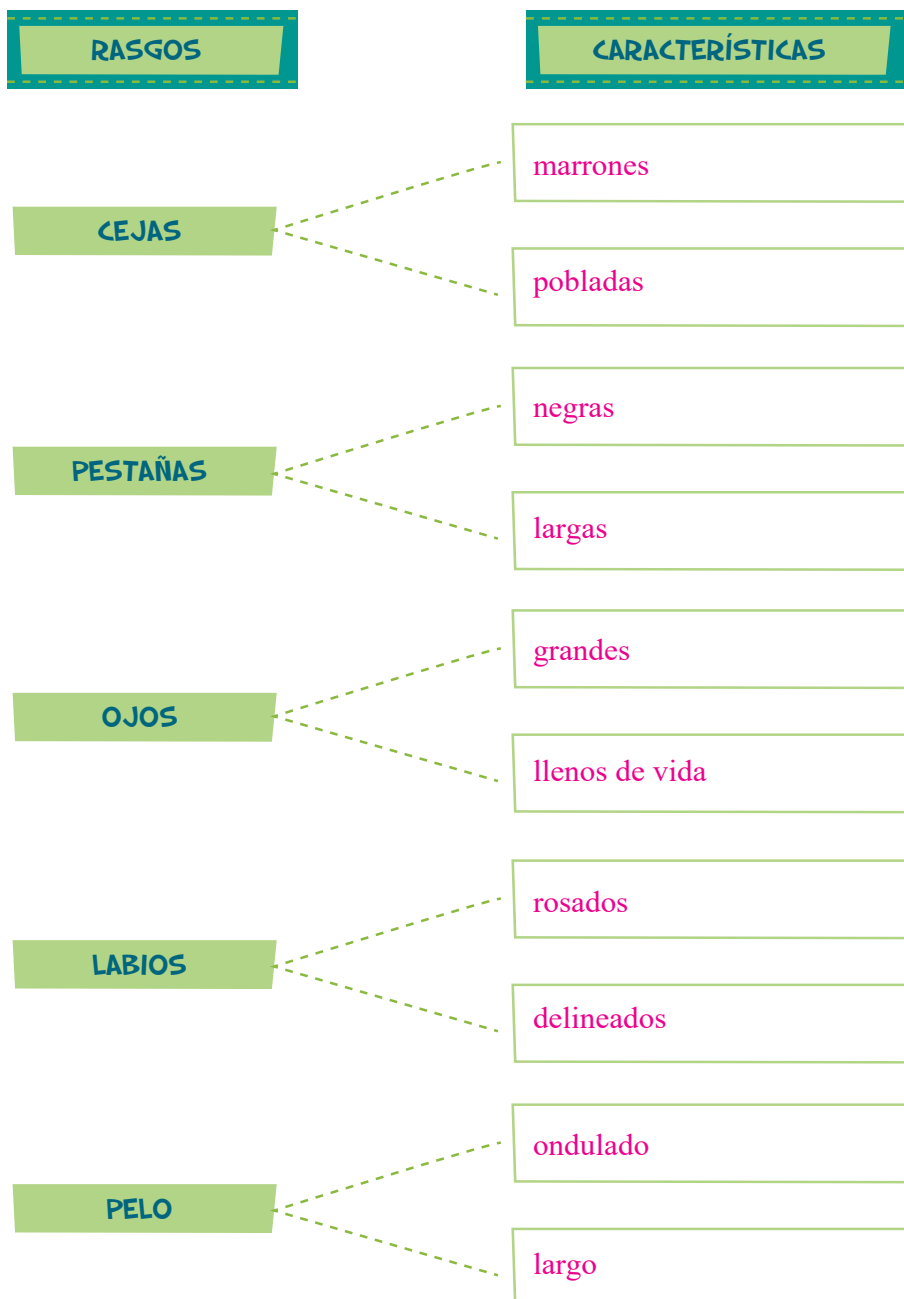 RASGOS
CARACTERÍSTICAS
CEJAS
marrones
pobladas
PESTAÑAS
negras
largas
OJOS
grandes
llenos de vida
LABIOS
rosados
delineados
PELO
ondulado
largo